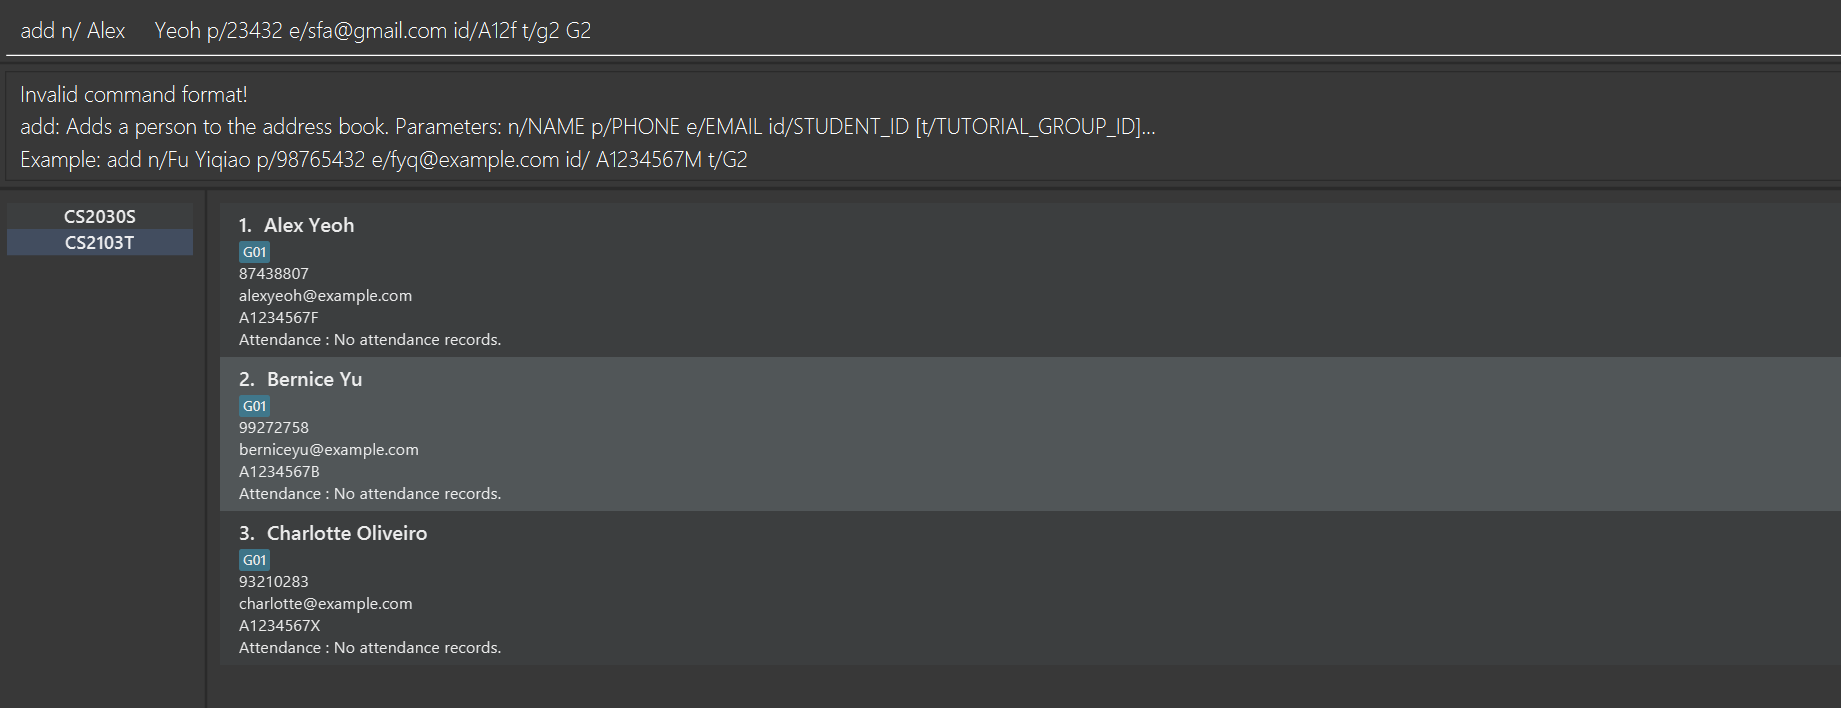 add n/ Alex     Yeoh p/23432 e/sfa@gmail.com id/A12f t/g2 G2
Invalid command format!
add: Adds a person to the address book. Parameters: n/NAME p/PHONE e/EMAIL id/STUDENT_ID [t/TUTORIAL_GROUP_ID]...
Example: add n/Fu Yiqiao p/98765432 e/fyq@example.com id/ A1234567M t/G2
CS2030S
CS2103T
1. Alex Yeoh
G01
87438807
alexyeoh@example.com
A1234567F
Attendance : No attendance records.
2. Bernice Yu
G01
99272758
berniceyu@example.com
A1234567B
Attendance : No attendance records.
3. Charlotte Oliveiro
G01
93210283
charlotte@example.com
A1234567X
Attendance : No attendance records.